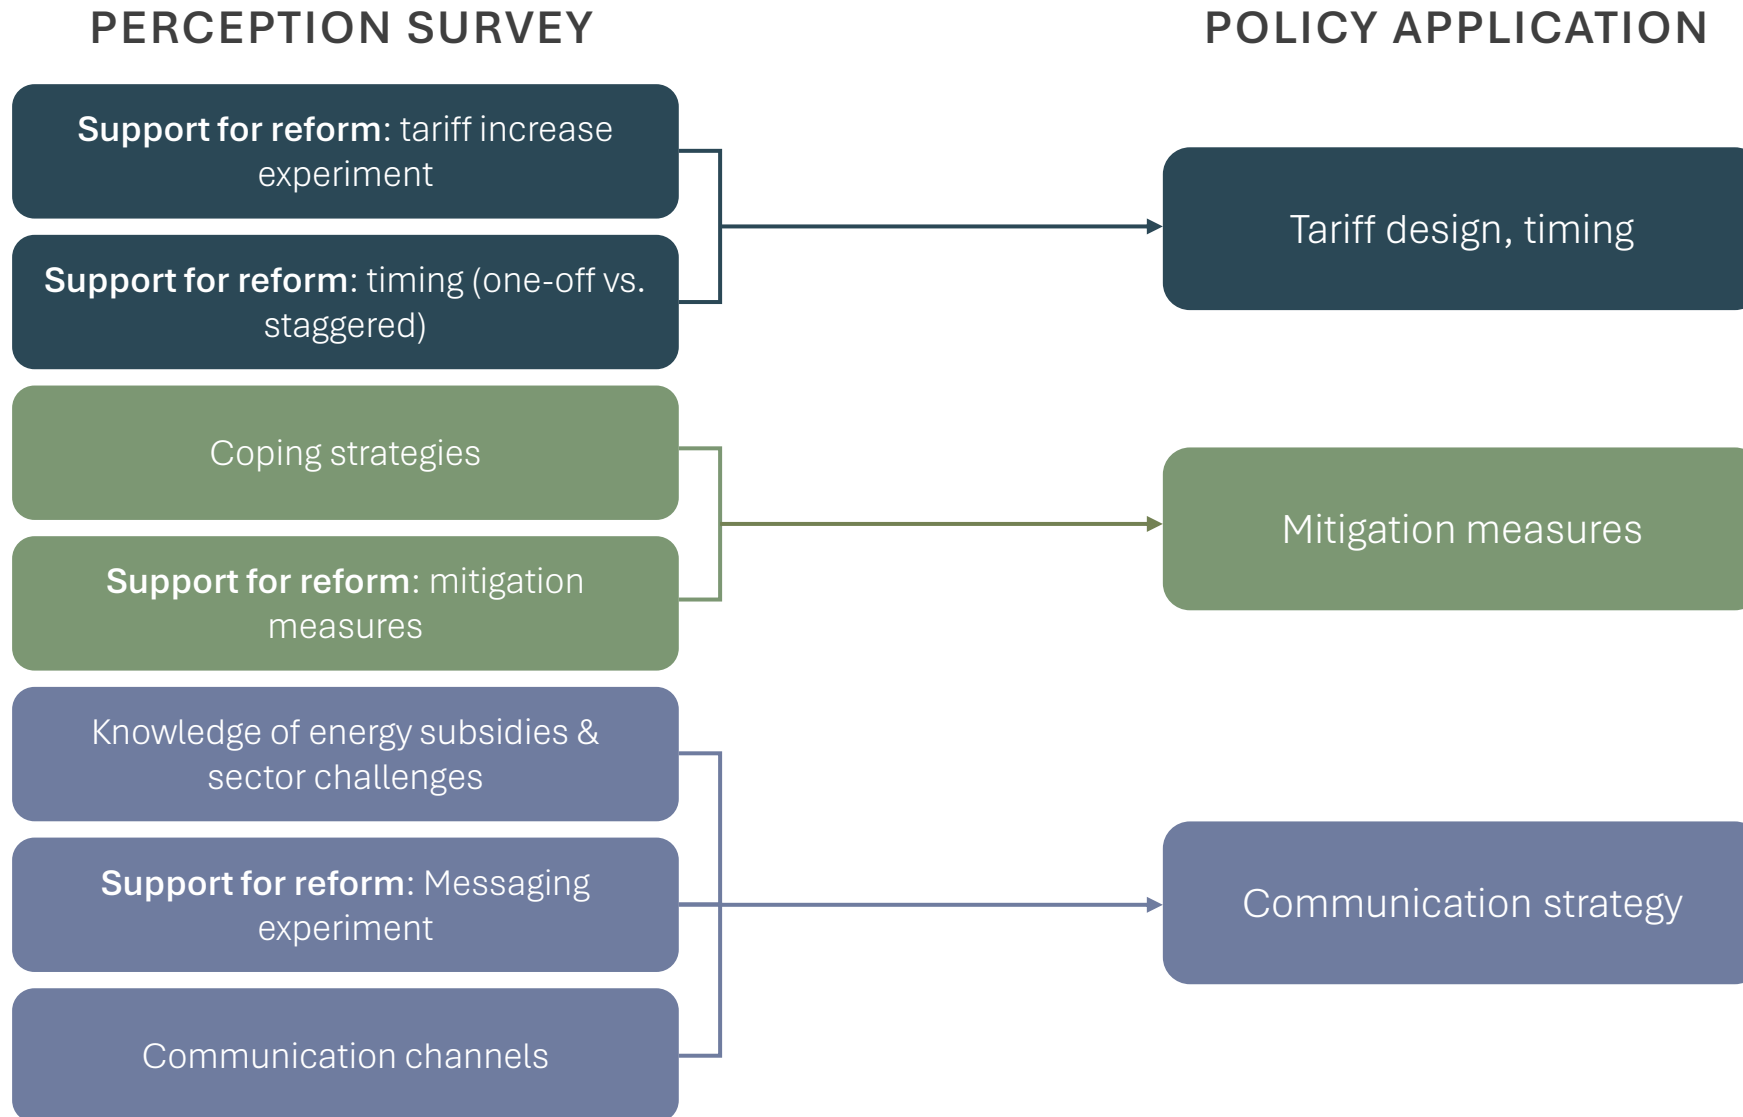 PERCEPTION SURVEY
POLICY APPLICATION
Support for reform: tariff increase
experiment
Support for reform: timing (one-off vs.
staggered)
Tariff design, timing
Coping strategies
Support for reform: mitigation
measures
Mitigation measures
Knowledge of energy subsidies &
sector challenges
Support for reform: Messaging
experiment
Communication channels
Communication strategy